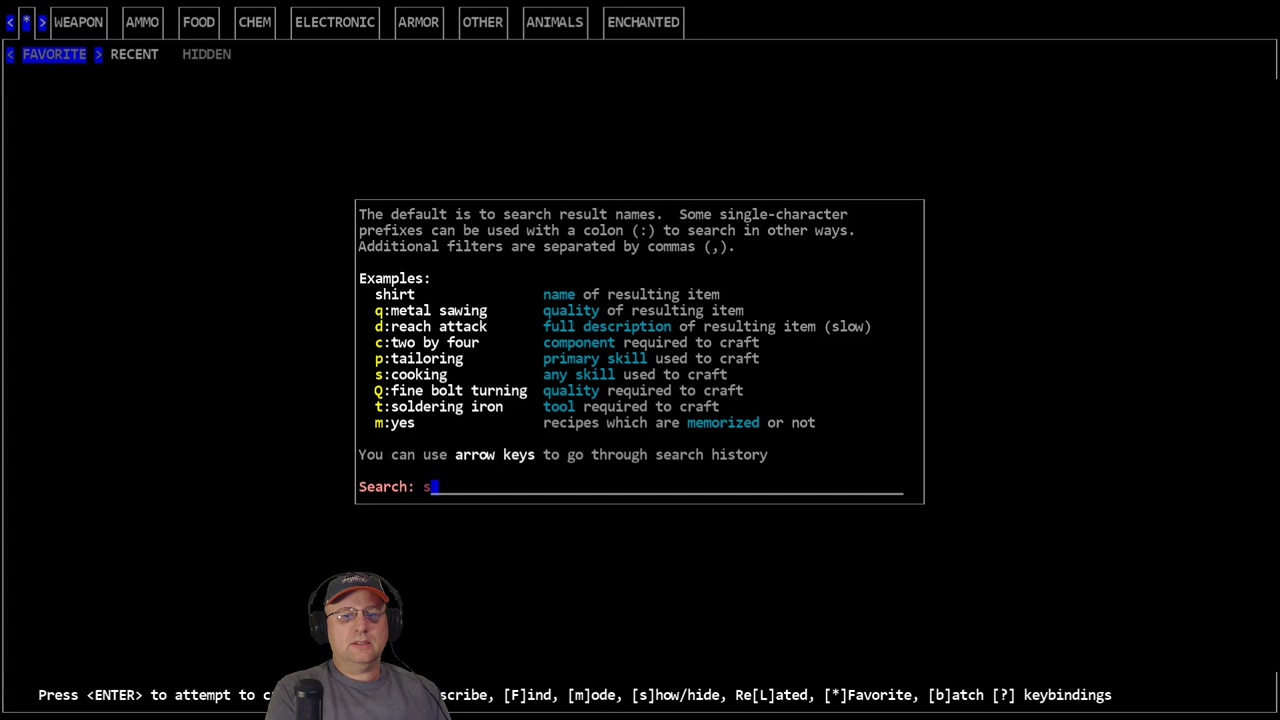 < * > WEAPON AMMO FOOD CHEM ELECTRONIC ARMOR OTHER ANIMALS ENCHANTED
< FAVORITE > RECENT HIDDEN
The default is to search result names. Some single-character
prefixes can be used with a colon (:) to search in other ways.
Additional filters are separated by commas (,).
Examples:
shirt name of resulting item
q:metal sawing quality of resulting item
d:reach attack full description of resulting item (slow)
c:two by four component required to craft
p:tailoring primary skill used to craft
s:cooking any skill used to craft
Q:fine bolt turning quality required to craft
t:soldering iron tool required to craft
m:yes recipes which are memorized or not
You can use arrow keys to go through search history
Search: s
Press <ENTER> to attempt to scribe, [F]ind, [m]ode, [s]how/hide, Re[L]ated, [*]Favorite, [b]atch [?] keybindings